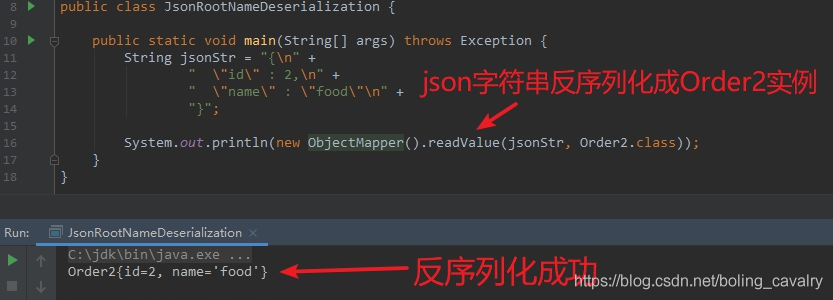 8 public class JsonRootNameDeserialization {
9
10 public static void main(String[] args) throws Exception {
11 String jsonStr = "{\n" +
12 " \"id\" : 2,\n" +
13 " \"name\" : \"food\"\n" +
14 "}";
json字符串反序列化成Order2实例
15
16 System.out.println(new ObjectMapper().readValue(jsonStr, Order2.class));
17 }
18 }
Run: JsonRootNameDeserialization ×
C:\jdk\bin\java.exe ...
Order2{id=2, name='food'}
反序列化成功
https://blog.csdn.net/boling_cavalry